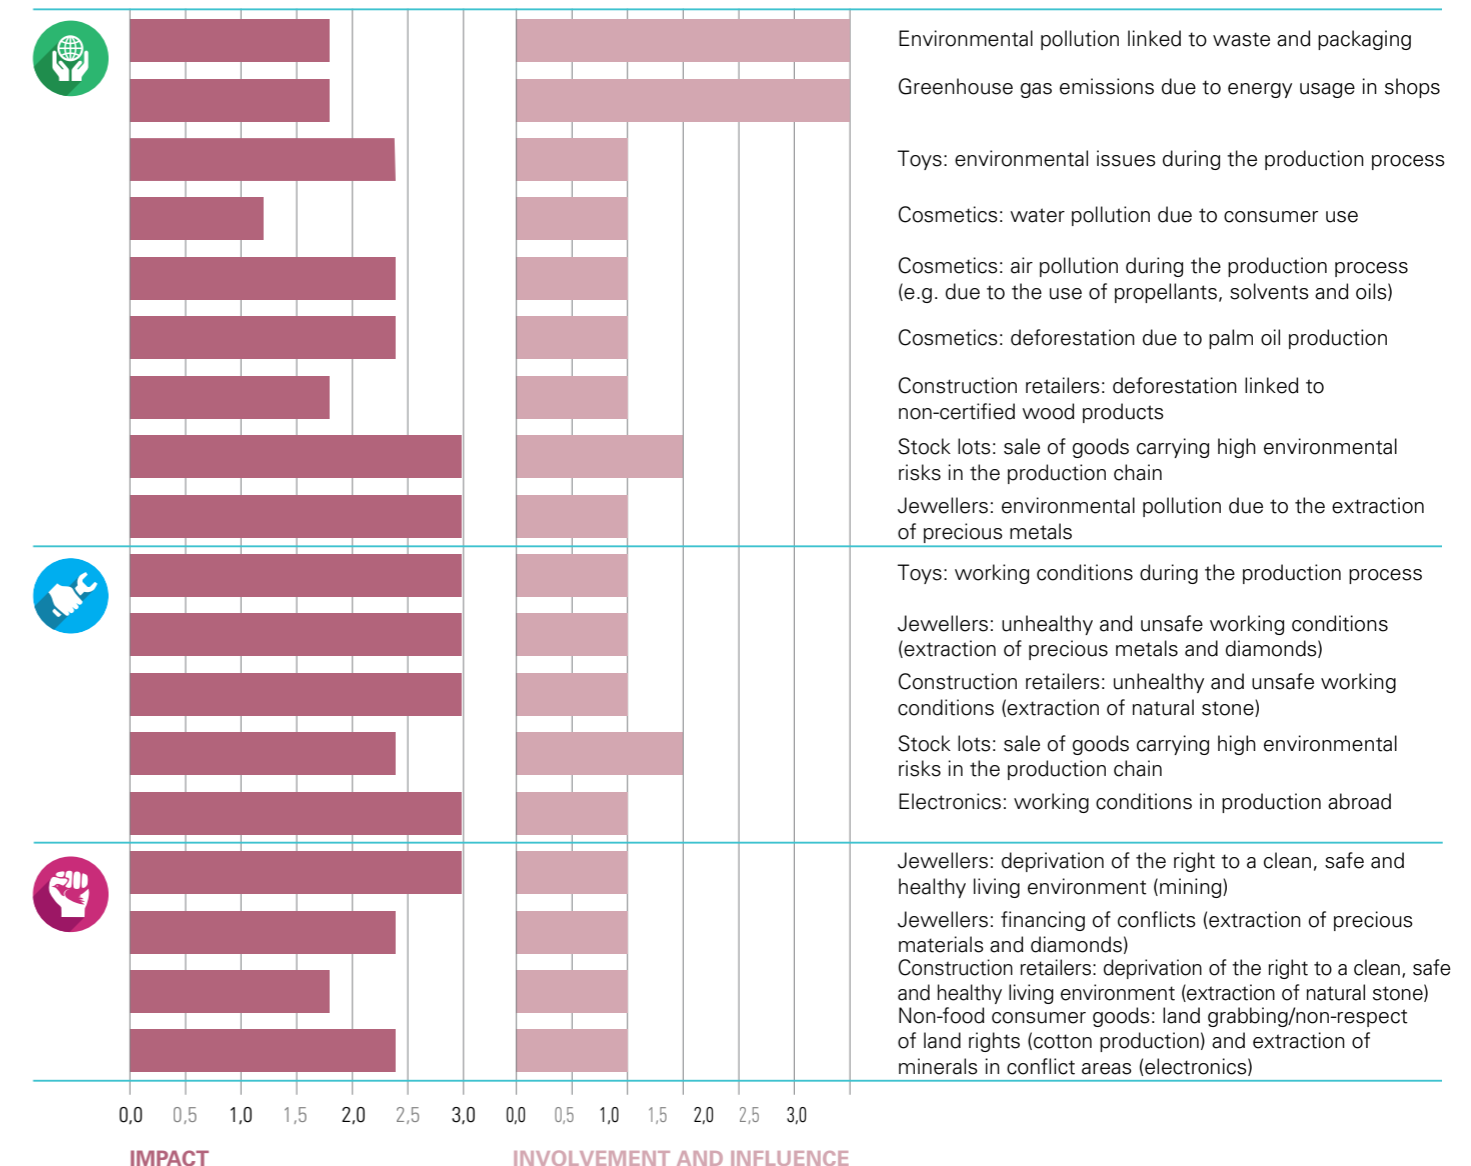 Environmental pollution linked to waste and packaging
Greenhouse gas emissions due to energy usage in shops
Toys: environmental issues during the production process
Cosmetics: water pollution due to consumer use
Cosmetics: air pollution during the production process
(e.g. due to the use of propellants, solvents and oils)
Cosmetics: deforestation due to palm oil production
Construction retailers: deforestation linked to
non-certified wood products
Stock lots: sale of goods carrying high environmental
risks in the production chain
Jewellers: environmental pollution due to the extraction
of precious metals
Toys: working conditions during the production process
Jewellers: unhealthy and unsafe working conditions
(extraction of precious metals and diamonds)
Construction retailers: unhealthy and unsafe working
conditions (extraction of natural stone)
Stock lots: sale of goods carrying high environmental
risks in the production chain
Electronics: working conditions in production abroad
Jewellers: deprivation of the right to a clean, safe and
healthy living environment (mining)
Jewellers: financing of conflicts (extraction of precious
materials and diamonds)
Construction retailers: deprivation of the right to a clean, safe
and healthy living environment (extraction of natural stone)
Non-food consumer goods: land grabbing/non-respect
of land rights (cotton production) and extraction of
minerals in conflict areas (electronics)
0,0 0,5 1,0 1,5 2,0 2,5 3,0 0,0 0,5 1,0 1,5 2,0 2,5 3,0
IMPACT INVOLVEMENT AND INFLUENCE